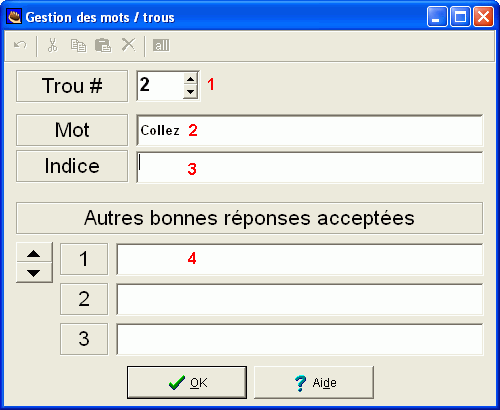 Gestion des mots / trous
all
Trou # 2 1
Mot Collez 2
Indice 3
Autres bonnes réponses acceptées
1 4
2
3
OK ? Aide